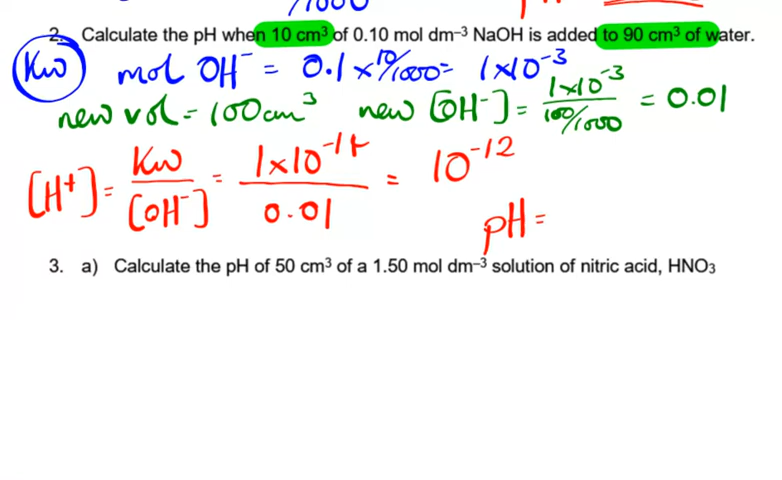 /1000
2. Calculate the pH when 10 cm³ of 0.10 mol dm⁻³ NaOH is added to 90 cm³ of water.
Kw mol OH⁻ = 0.1 × 10/1000 = 1×10⁻³
new vol = 100cm³ new [OH⁻] = 1×10⁻³ / 100/1000 = 0.01
[H⁺] = Kw / [OH⁻] = 1×10⁻¹⁴ / 0.01 = 10⁻¹²
pH =
3. a) Calculate the pH of 50 cm³ of a 1.50 mol dm⁻³ solution of nitric acid, HNO₃